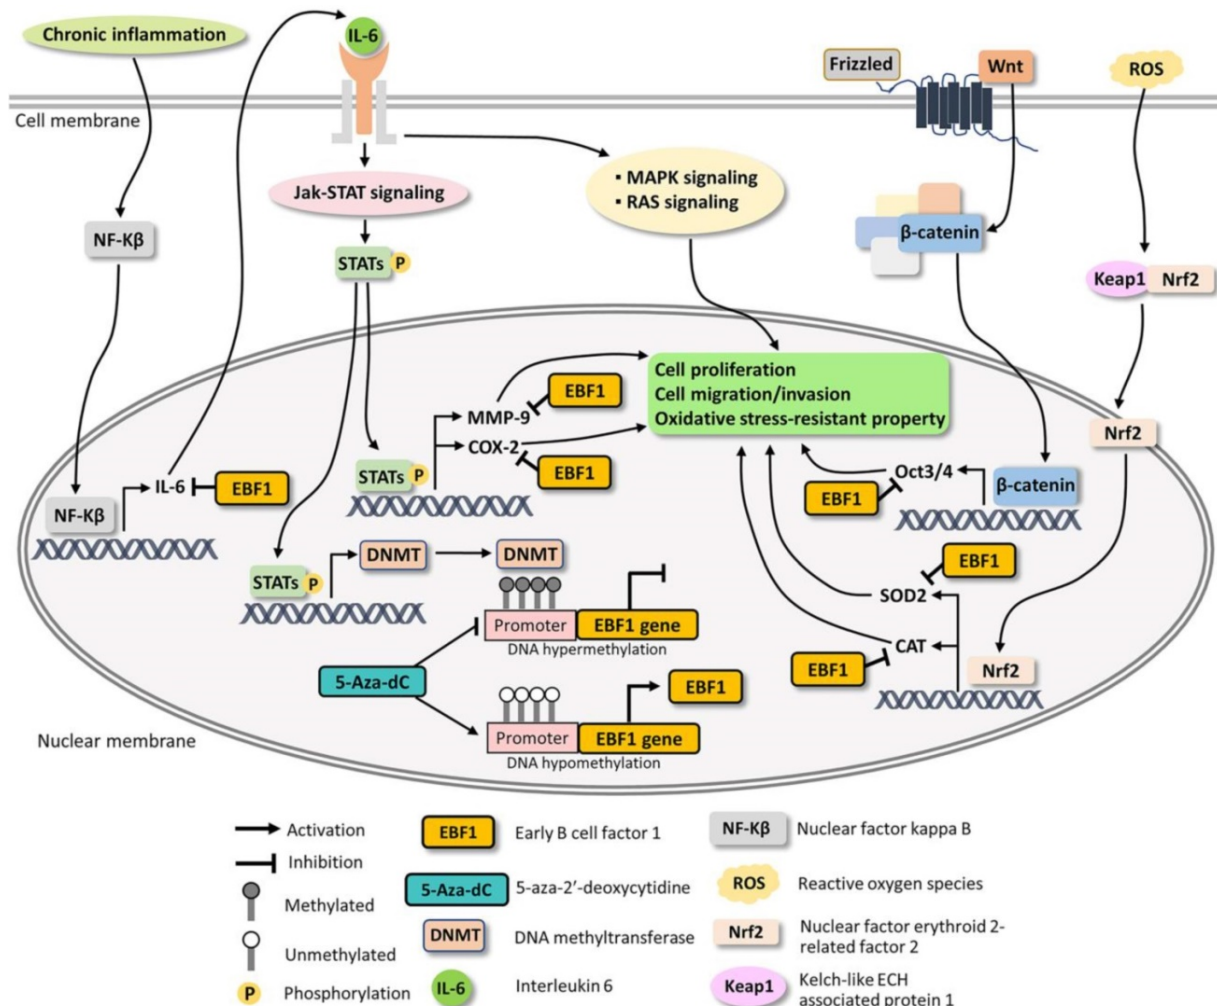 Chronic inflammation
IL-6
Frizzled
Wnt
ROS
Cell membrane
Jak-STAT signaling
▪ MAPK signaling
▪ RAS signaling
NF-Kβ
STATs
P
β-catenin
Keap1
Nrf2
Cell proliferation
Cell migration/invasion
Oxidative stress-resistant property
EBF1
MMP-9
COX-2
EBF1
STATs
P
Nrf2
IL-6
EBF1
NF-Kβ
Oct3/4
EBF1
β-catenin
DNMT
DNMT
STATs
P
EBF1
SOD2
Promoter
EBF1 gene
DNA hypermethylation
CAT
EBF1
Nrf2
5-Aza-dC
EBF1
Promoter
EBF1 gene
DNA hypomethylation
Nuclear membrane
Activation
Inhibition
Methylated
Unmethylated
P
Phosphorylation
EBF1
Early B cell factor 1
5-Aza-dC
5-aza-2′-deoxycytidine
DNMT
DNA methyltransferase
IL-6
Interleukin 6
NF-Kβ
Nuclear factor kappa B
ROS
Reactive oxygen species
Nrf2
Nuclear factor erythroid 2-
related factor 2
Keap1
Kelch-like ECH
associated protein 1